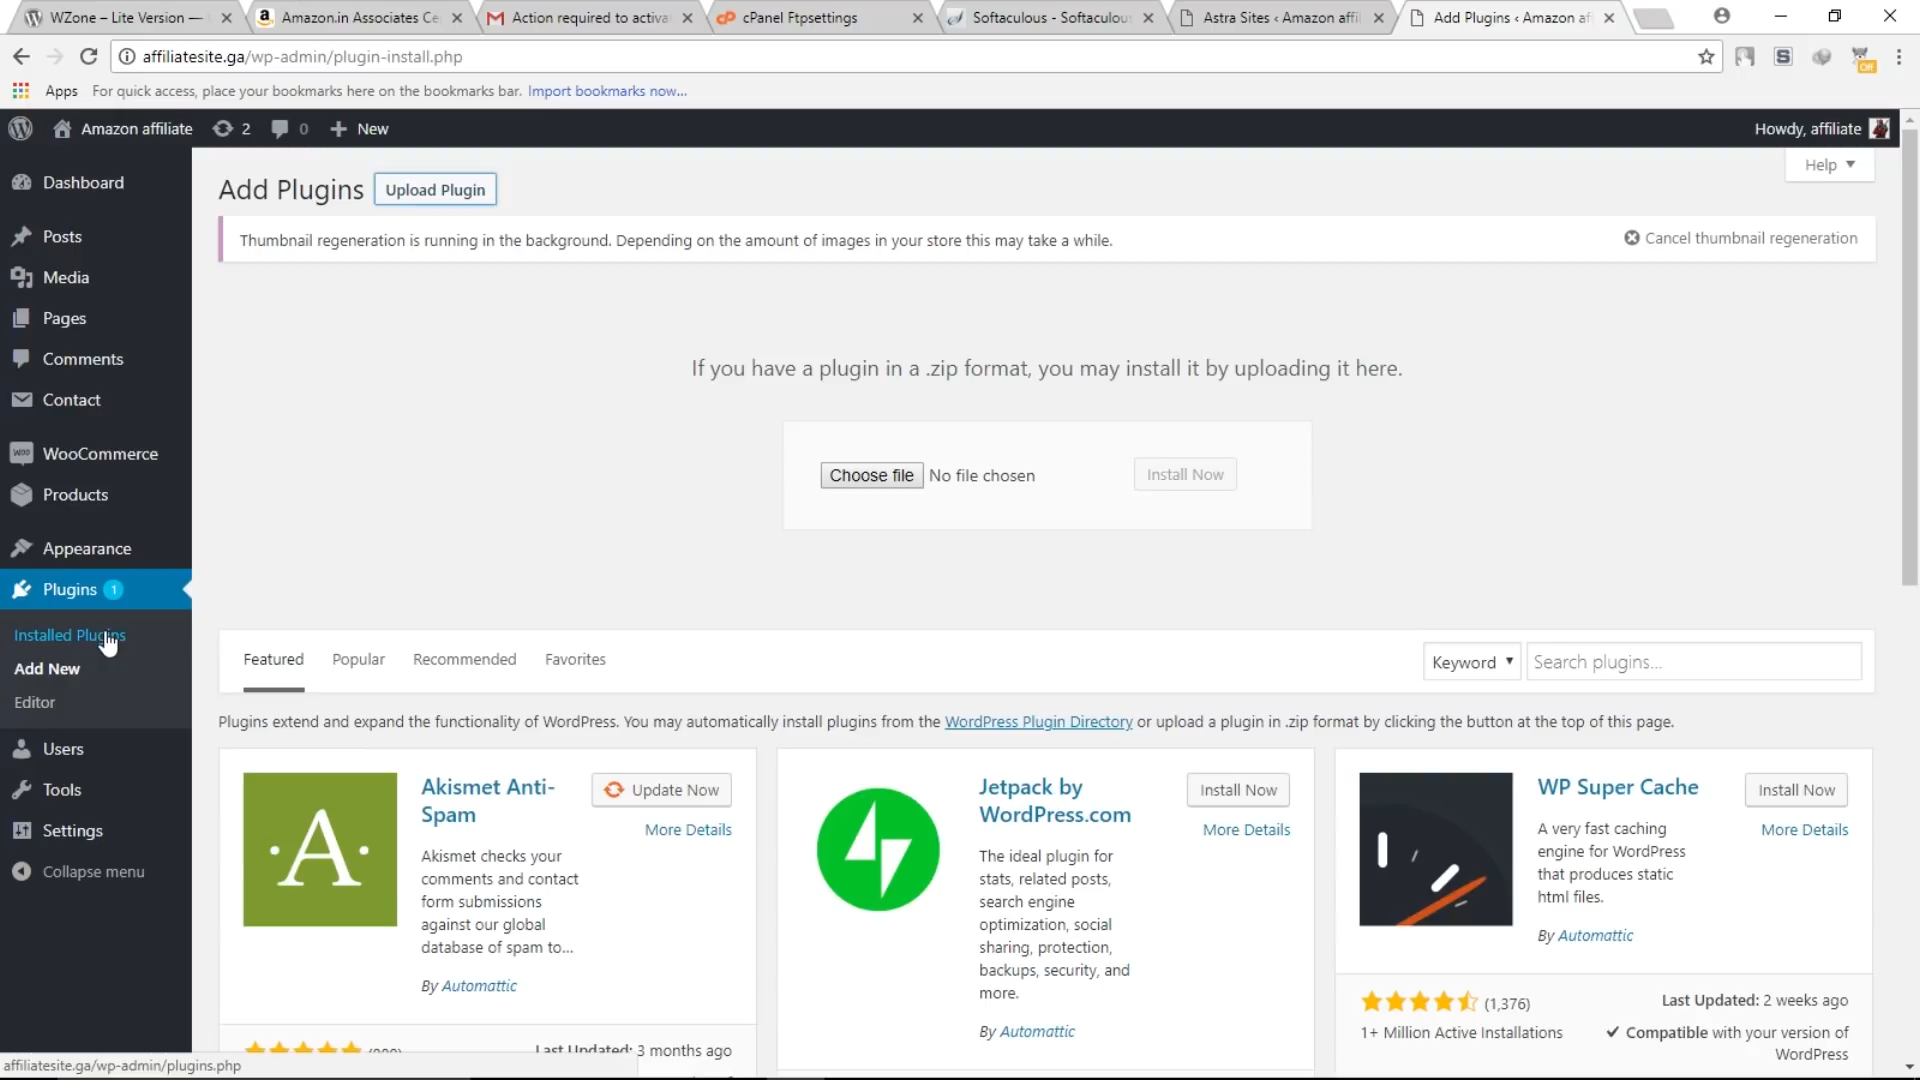 WZone – Lite Version —
Amazon.in Associates Ce
Action required to activa
cPanel Ftpsettings
Softaculous - Softaculou
Astra Sites ‹ Amazon affil
Add Plugins ‹ Amazon af
affiliatesite.ga/wp-admin/plugin-install.php
Apps
For quick access, place your bookmarks here on the bookmarks bar. Import bookmarks now...
Off
Amazon affiliate
2
0
New
Howdy, affiliate
Help
Dashboard
Posts
Media
Pages
Comments
Contact
WooCommerce
Products
Appearance
Plugins 1
Installed Plugins
Add New
Editor
Users
Tools
Settings
Collapse menu
Add Plugins
Upload Plugin
Thumbnail regeneration is running in the background. Depending on the amount of images in your store this may take a while.
Cancel thumbnail regeneration
If you have a plugin in a .zip format, you may install it by uploading it here.
Choose file No file chosen
Install Now
Featured
Popular
Recommended
Favorites
Keyword
Search plugins...
Plugins extend and expand the functionality of WordPress. You may automatically install plugins from the WordPress Plugin Directory or upload a plugin in .zip format by clicking the button at the top of this page.
A
Akismet Anti-
Spam
Update Now
More Details
Akismet checks your
comments and contact
form submissions
against our global
database of spam to...
By Automattic
Last Updated: 3 months ago
Jetpack by
WordPress.com
Install Now
More Details
The ideal plugin for
stats, related posts,
search engine
optimization, social
sharing, protection,
backups, security, and
more.
By Automattic
WP Super Cache
Install Now
More Details
A very fast caching
engine for WordPress
that produces static
html files.
By Automattic
(1,376)
1+ Million Active Installations
Last Updated: 2 weeks ago
Compatible with your version of
WordPress
affiliatesite.ga/wp-admin/plugins.php